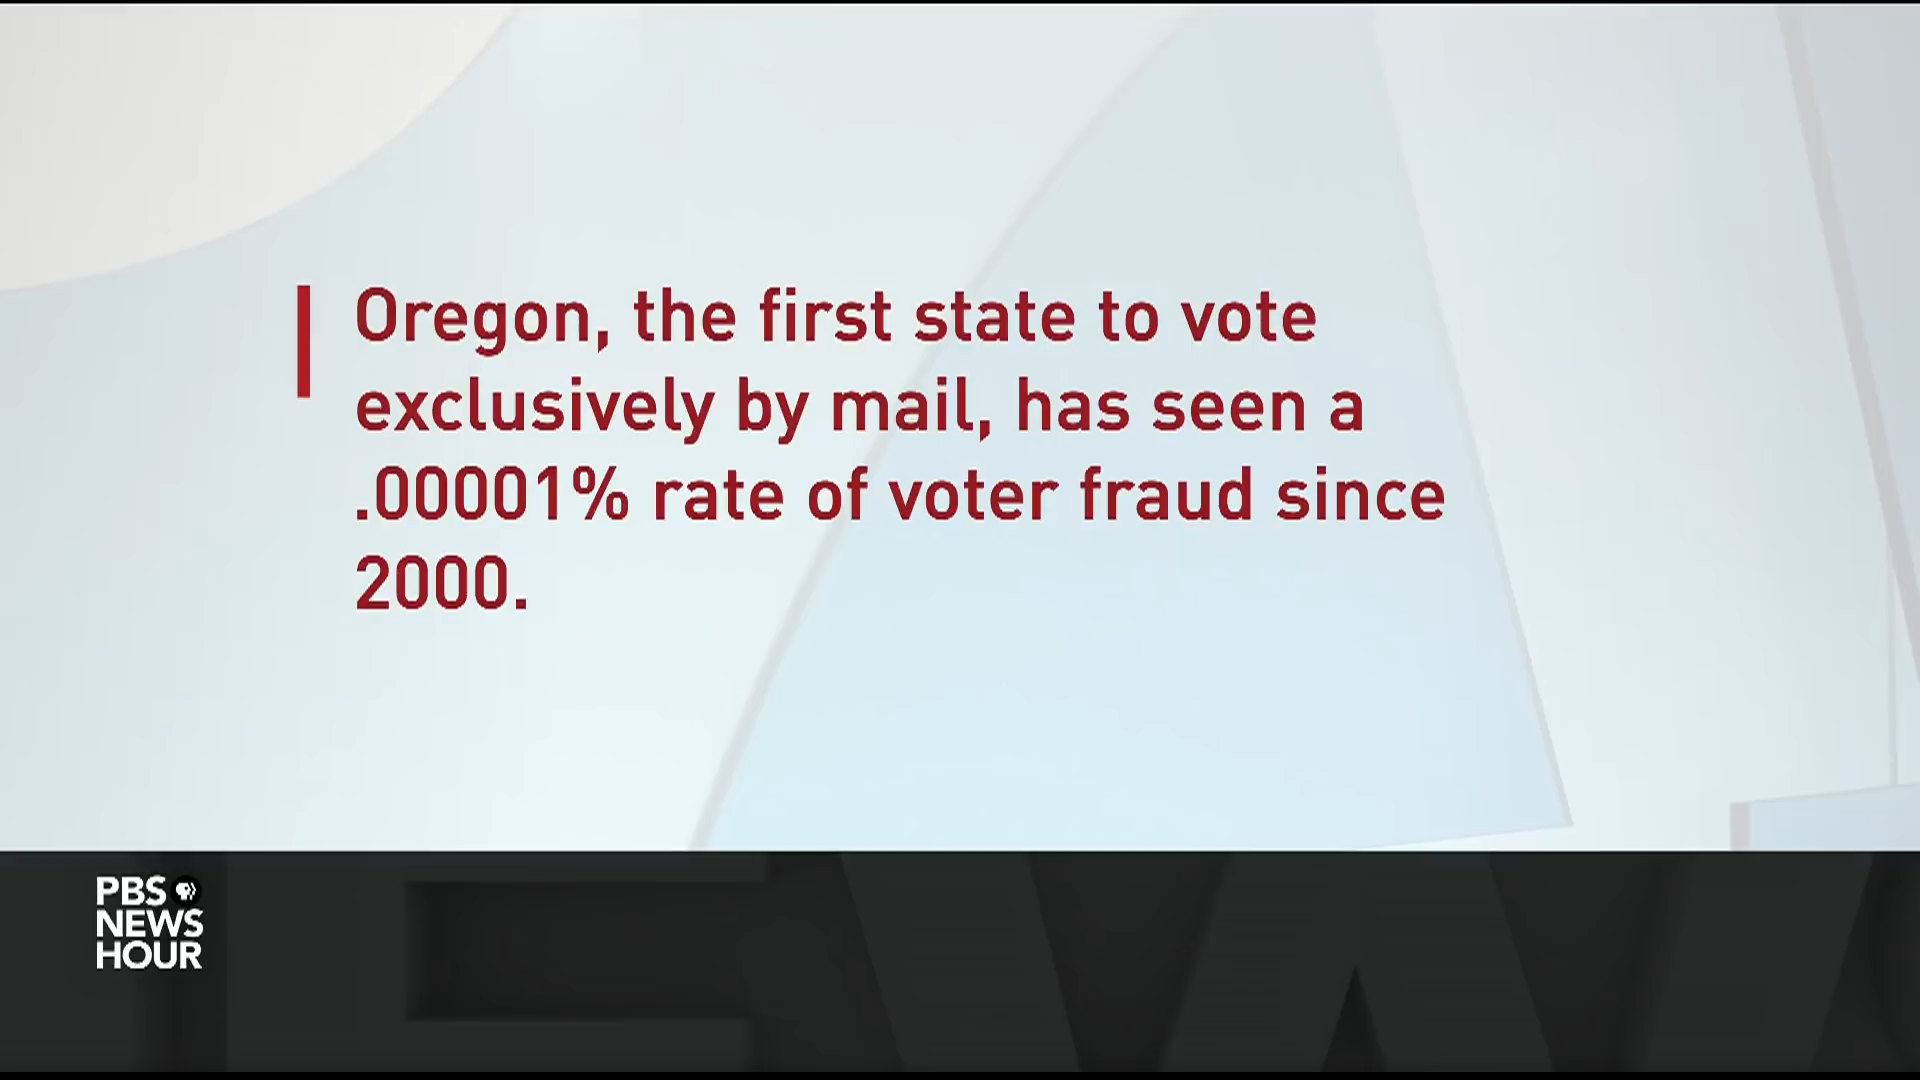 Oregon, the first state to vote
exclusively by mail, has seen a
.00001% rate of voter fraud since
2000.
PBS
NEWS
HOUR